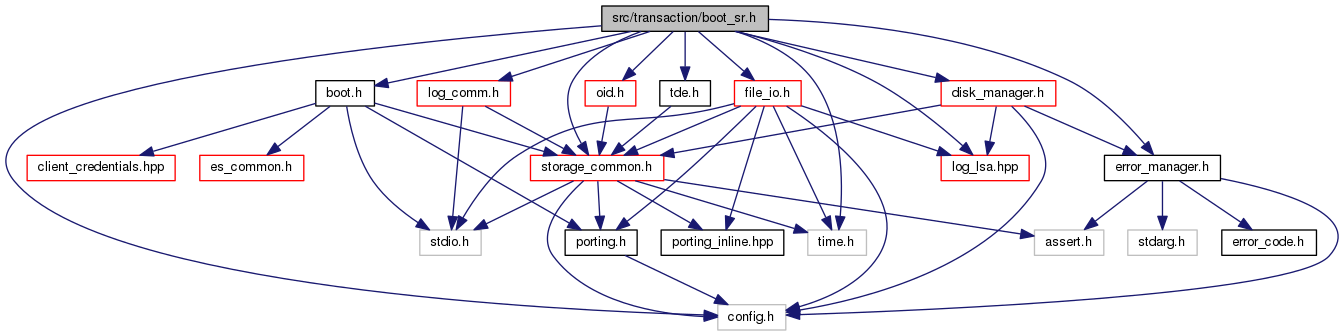 src/transaction/boot_sr.h
boot.h
log_comm.h
oid.h
tde.h
file_io.h
disk_manager.h
client_credentials.hpp
es_common.h
storage_common.h
log_lsa.hpp
error_manager.h
stdio.h
porting.h
porting_inline.hpp
time.h
assert.h
stdarg.h
error_code.h
config.h